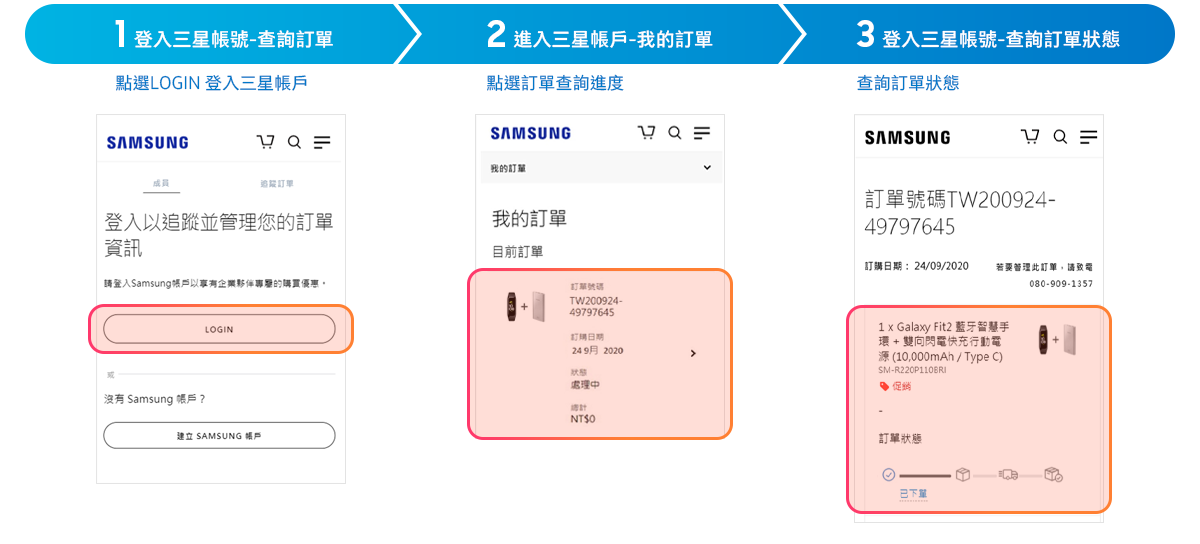 1 登入三星帳號-查詢訂單
2 進入三星帳戶-我的訂單
3 登入三星帳號-查詢訂單狀態
點選LOGIN 登入三星帳戶
點選訂單查詢進度
查詢訂單狀態
SAMSUNG
成員
追蹤訂單
登入以追蹤並管理您的訂單
資訊
請登入Samsung帳戶以享有企業夥伴專屬的購買優惠。
LOGIN
或
沒有 Samsung 帳戶？
建立 SAMSUNG 帳戶
SAMSUNG
我的訂單
我的訂單
目前訂單
訂單號碼
TW200924-
49797645
訂購日期
24 9月 2020
狀態
處理中
總計
NT$0
SAMSUNG
訂單號碼TW200924-
49797645
訂購日期： 24/09/2020
若要管理此訂單，請致電
080-909-1357
1 x Galaxy Fit2 藍牙智慧手
環 + 雙向閃電快充行動電
源 (10,000mAh / Type C)
SM-R220P110BRI
促銷
-
訂單狀態
已下單